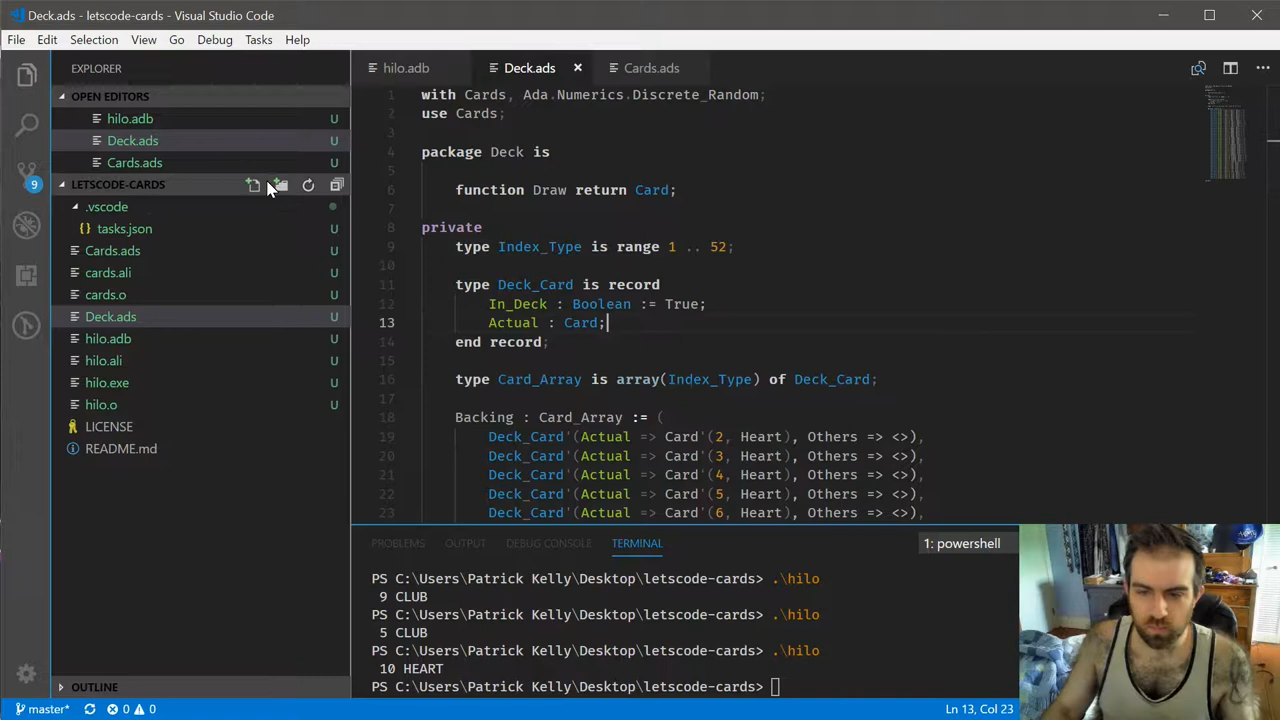 Deck.ads - letscode-cards - Visual Studio Code
File Edit Selection View Go Debug Tasks Help
EXPLORER
OPEN EDITORS
hilo.adb U
Deck.ads U
Cards.ads U
LETSCODE-CARDS
9
.vscode
tasks.json U
Cards.ads U
cards.ali U
cards.o U
Deck.ads U
hilo.adb U
hilo.ali U
hilo.exe U
hilo.o U
LICENSE
README.md
OUTLINE
hilo.adb Deck.ads Cards.ads
1 with Cards, Ada.Numerics.Discrete_Random;
2 use Cards;
3
4 package Deck is
5
6 function Draw return Card;
7
8 private
9 type Index_Type is range 1 .. 52;
10
11 type Deck_Card is record
12 In_Deck : Boolean := True;
13 Actual : Card;
14 end record;
15
16 type Card_Array is array(Index_Type) of Deck_Card;
17
18 Backing : Card_Array := (
19 Deck_Card'(Actual => Card'(2, Heart), Others => <>),
20 Deck_Card'(Actual => Card'(3, Heart), Others => <>),
21 Deck_Card'(Actual => Card'(4, Heart), Others => <>),
22 Deck_Card'(Actual => Card'(5, Heart), Others => <>),
23 Deck_Card'(Actual => Card'(6, Heart), Others => <>),
PROBLEMS OUTPUT DEBUG CONSOLE TERMINAL 1: powershell
PS C:\Users\Patrick Kelly\Desktop\letscode-cards> .\hilo
9 CLUB
PS C:\Users\Patrick Kelly\Desktop\letscode-cards> .\hilo
5 CLUB
PS C:\Users\Patrick Kelly\Desktop\letscode-cards> .\hilo
10 HEART
PS C:\Users\Patrick Kelly\Desktop\letscode-cards>
master* 0 0 Ln 13, Col 23